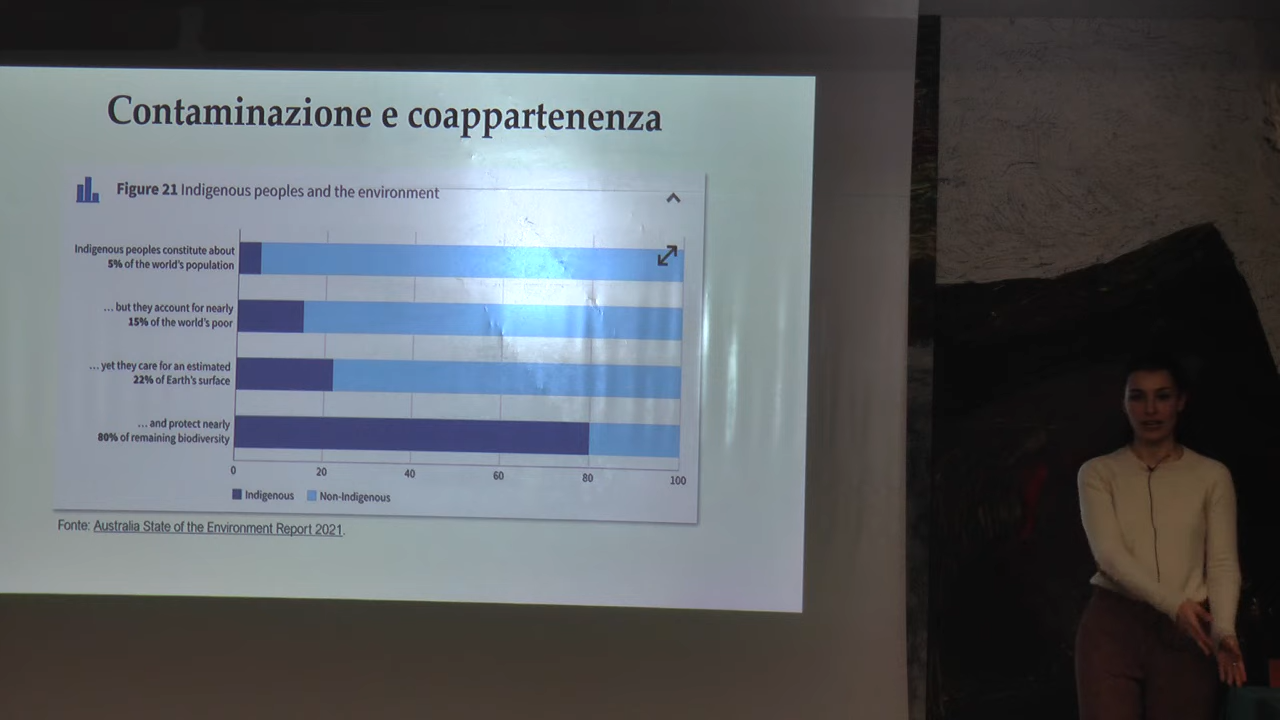 Contaminazione e coappartenenza
Figure 21 Indigenous peoples and the environment
Indigenous peoples constitute about
5% of the world's population
... but they account for nearly
15% of the world's poor
... yet they care for an estimated
22% of Earth's surface
... and protect nearly
80% of remaining biodiversity
0 20 40 60 80 100
Indigenous Non-Indigenous
Fonte: Australia State of the Environment Report 2021.